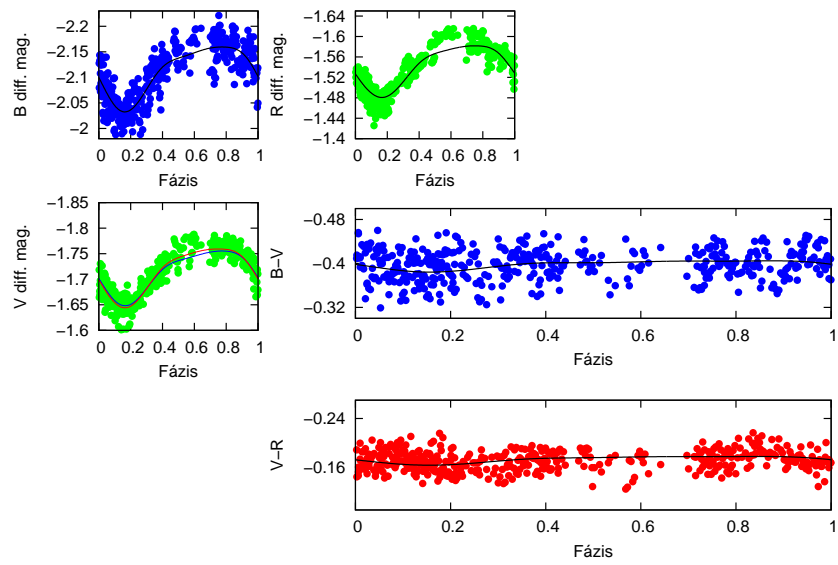 B diff. mag.
−2.2
−2.15
−2.1
−2.05
−2
0 0.2 0.4 0.6 0.8 1
Fázis
R diff. mag.
−1.64
−1.6
−1.56
−1.52
−1.48
−1.44
−1.4
0 0.2 0.4 0.6 0.8 1
Fázis
V diff. mag.
−1.85
−1.8
−1.75
−1.7
−1.65
−1.6
0 0.2 0.4 0.6 0.8 1
Fázis
B−V
−0.48
−0.4
−0.32
0 0.2 0.4 0.6 0.8 1
Fázis
V−R
−0.24
−0.16
0 0.2 0.4 0.6 0.8 1
Fázis